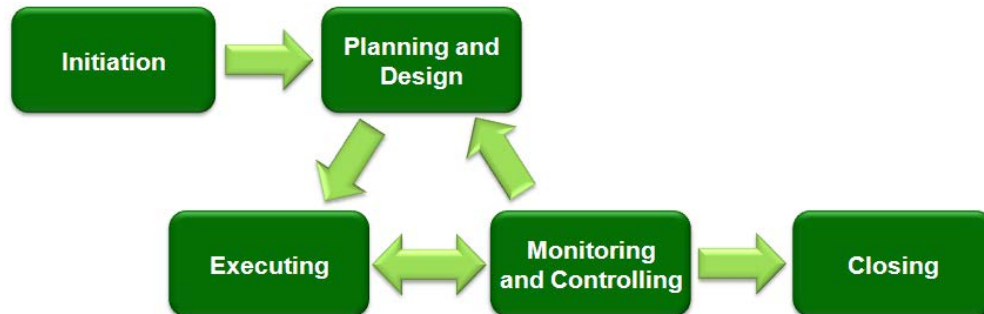 Initiation
Planning and
Design
Executing
Monitoring
and Controlling
Closing